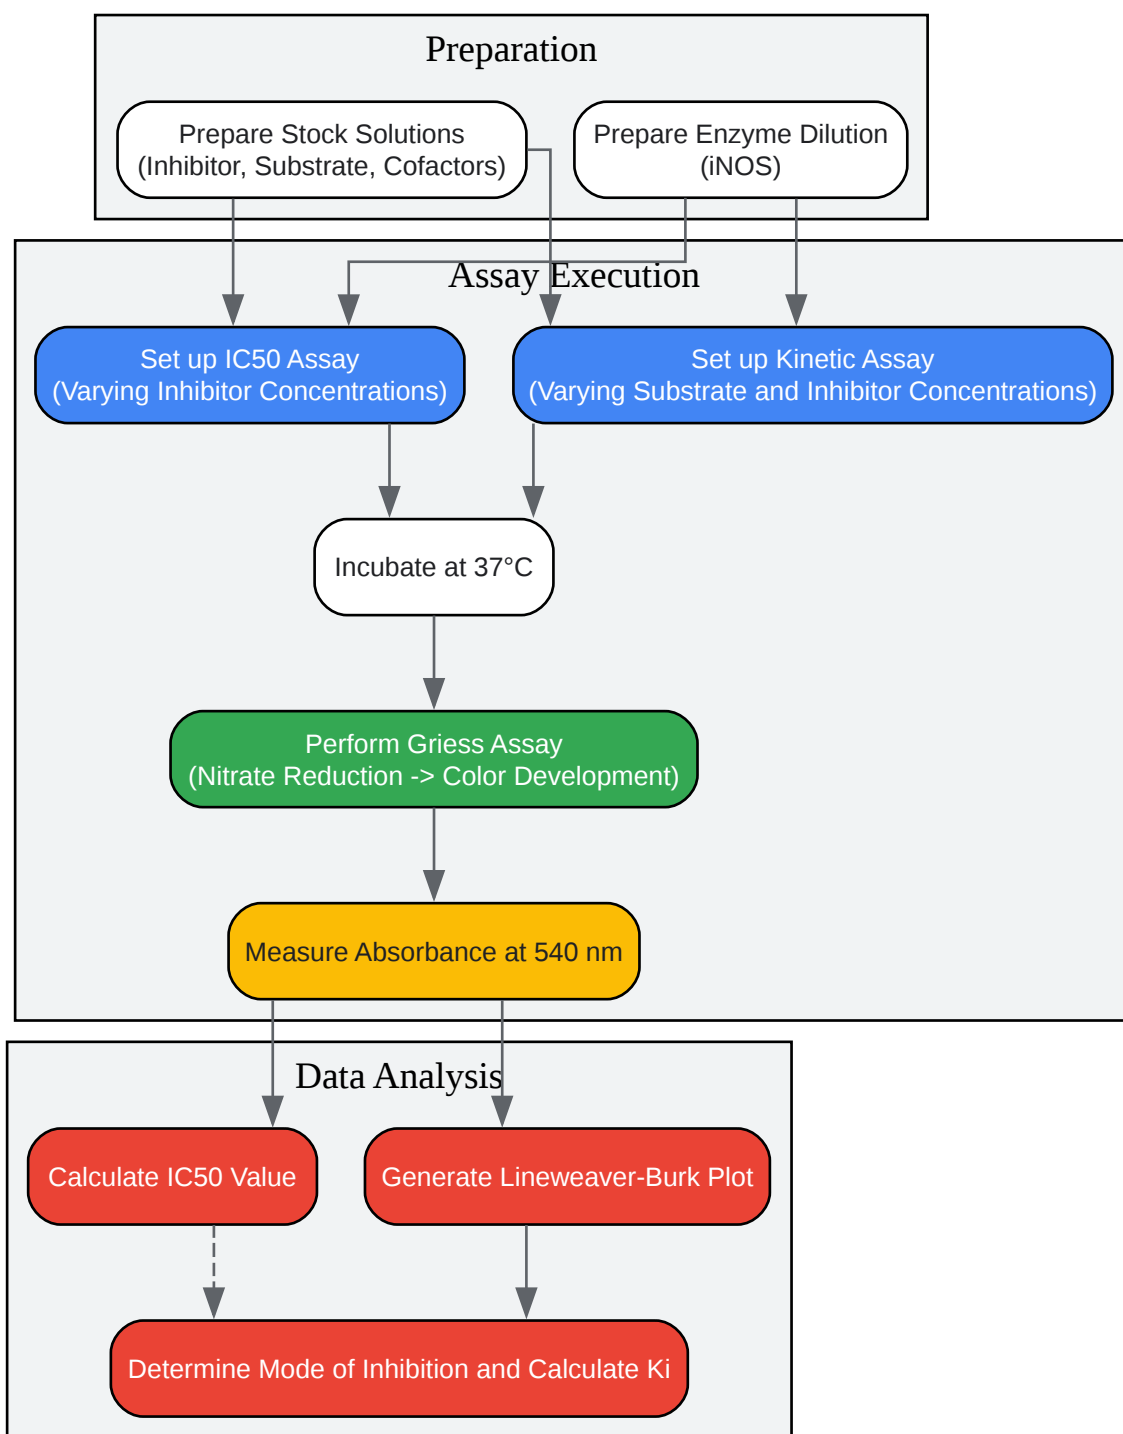 Preparation
Prepare Stock Solutions
(Inhibitor, Substrate, Cofactors)
Prepare Enzyme Dilution
(iNOS)
Assay Execution
Set up IC50 Assay
(Varying Inhibitor Concentrations)
Set up Kinetic Assay
(Varying Substrate and Inhibitor Concentrations)
Incubate at 37°C
Perform Griess Assay
(Nitrate Reduction -> Color Development)
Measure Absorbance at 540 nm
Data Analysis
Calculate IC50 Value
Generate Lineweaver-Burk Plot
Determine Mode of Inhibition and Calculate Ki